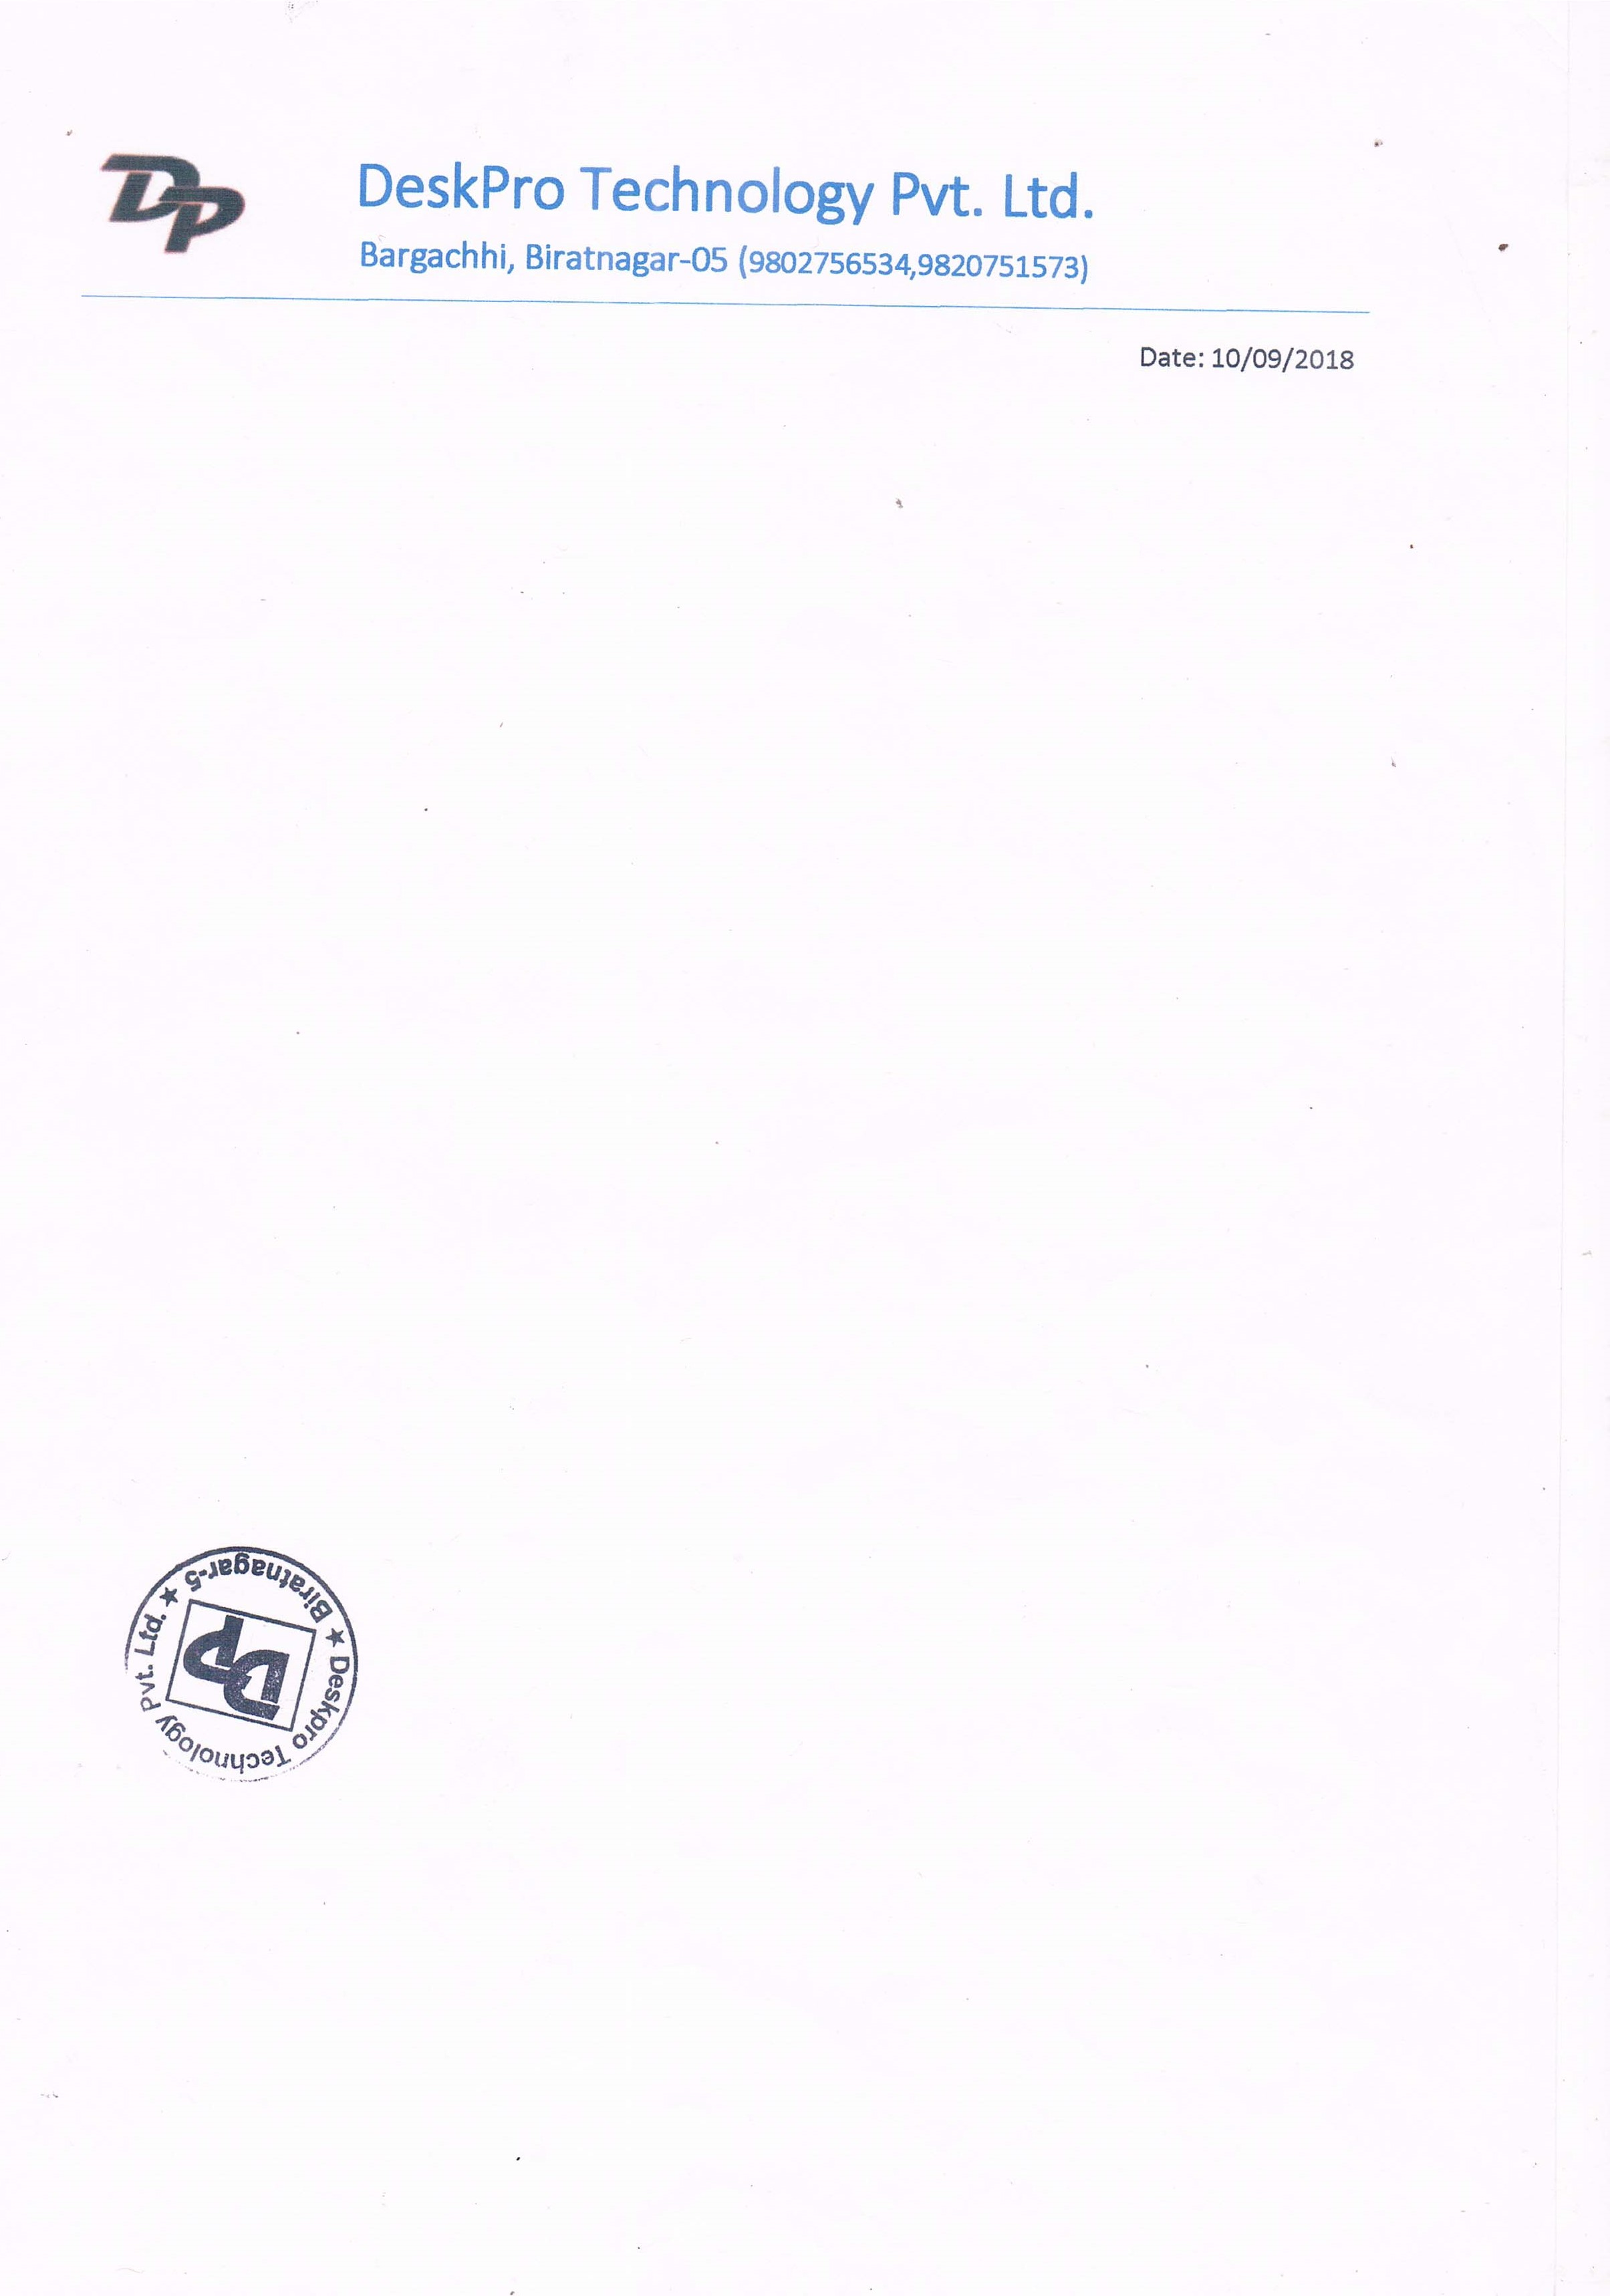 DP
DeskPro Technology Pvt. Ltd.
Bargachhi, Biratnagar-05 (9802756534,9820751573)
Date: 10/09/2018
★ Deskpro Technology Pvt. Ltd. ★
Biratnagar-5
DP